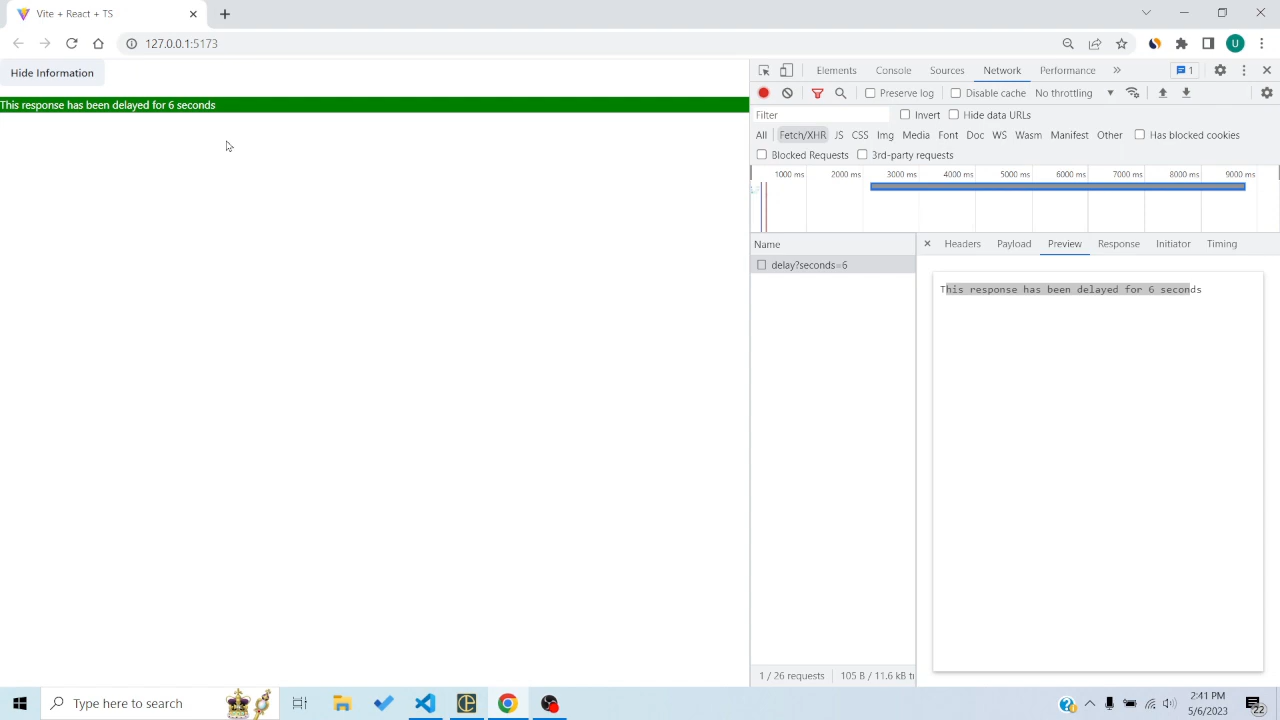 Vite + React + TS
127.0.0.1:5173
U
Hide Information
This response has been delayed for 6 seconds
Elements Console Sources Network Performance » 1
Preserve log Disable cache No throttling
Filter Invert Hide data URLs
All Fetch/XHR JS CSS Img Media Font Doc WS Wasm Manifest Other Has blocked cookies
Blocked Requests 3rd-party requests
1000 ms 2000 ms 3000 ms 4000 ms 5000 ms 6000 ms 7000 ms 8000 ms 9000 ms
Name × Headers Payload Preview Response Initiator Timing
delay?seconds=6
This response has been delayed for 6 seconds
1 / 26 requests 105 B / 11.6 kB
Type here to search
2:41 PM
5/6/2023
22